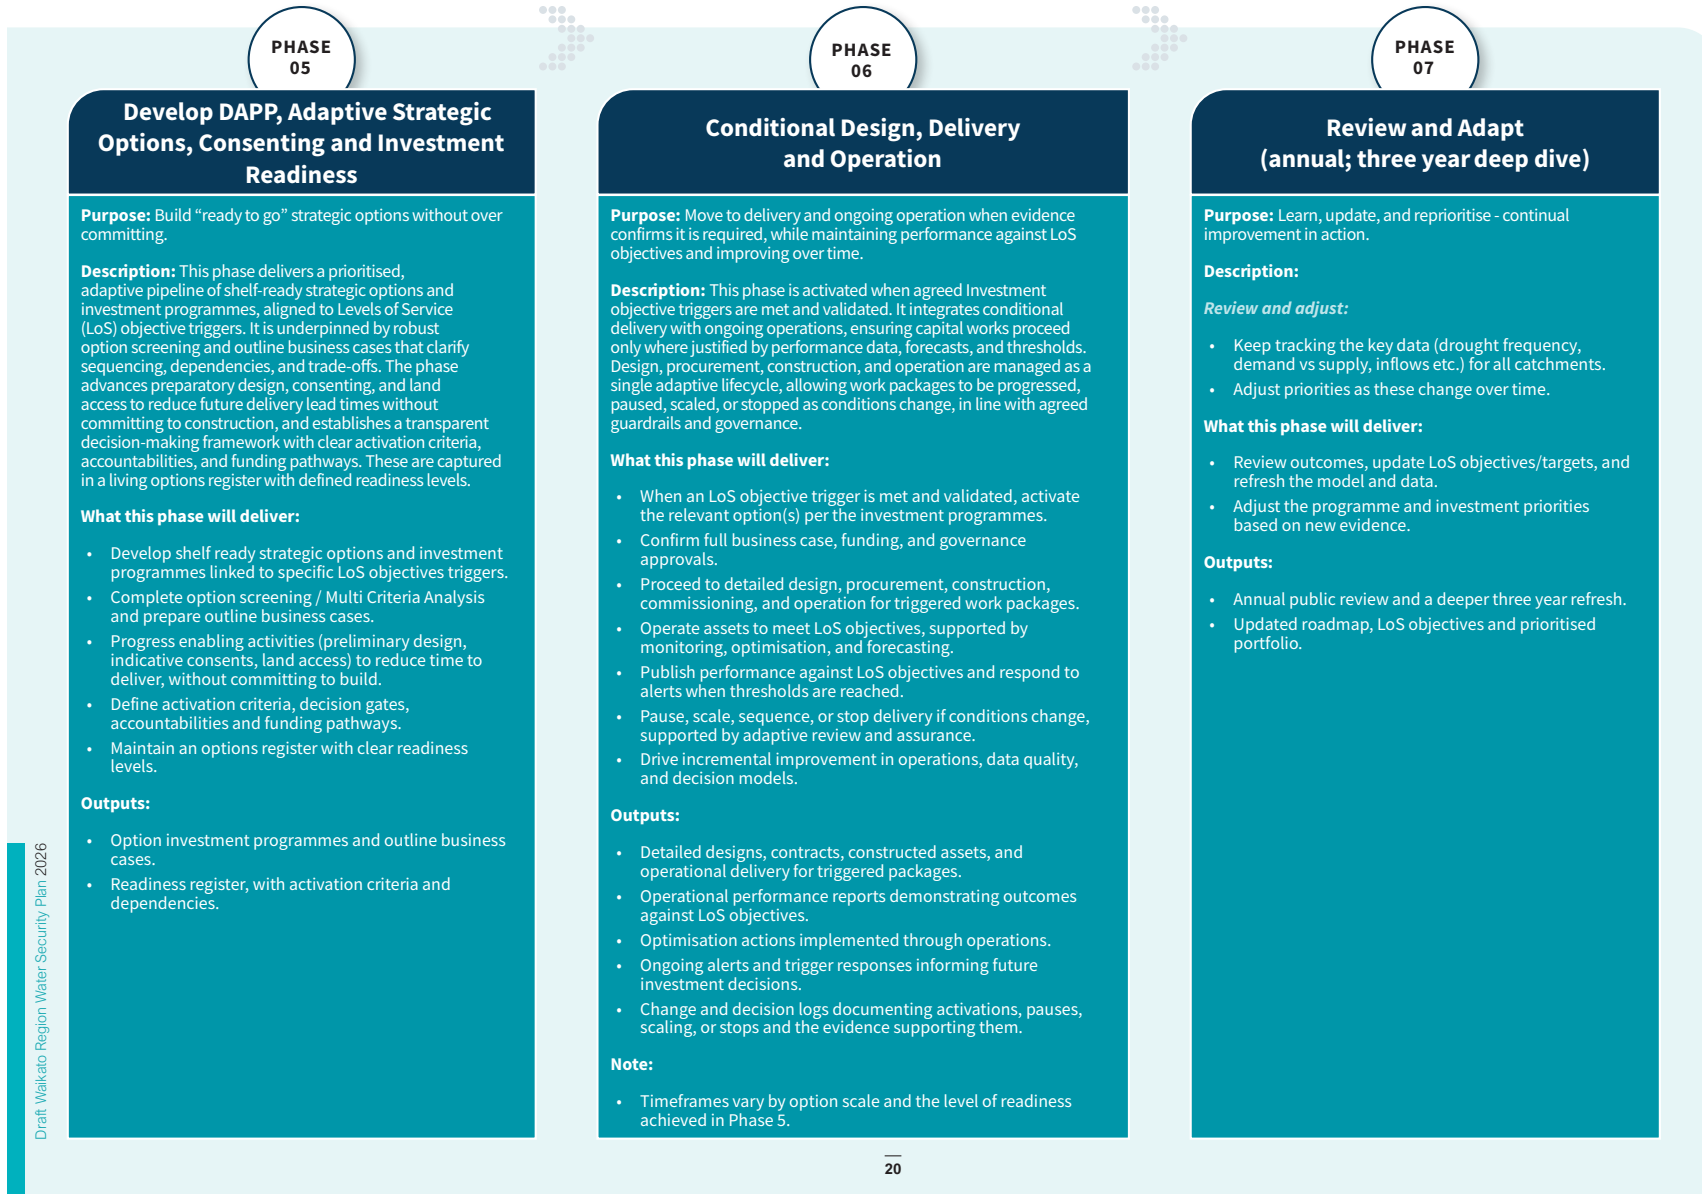 PHASE
05
Develop DAPP, Adaptive Strategic
Options, Consenting and Investment
Readiness
Purpose: Build “ready to go” strategic options without over
committing.
Description: This phase delivers a prioritised,
adaptive pipeline of shelf-ready strategic options and
investment programmes, aligned to Levels of Service
(LoS) objective triggers. It is underpinned by robust
option screening and outline business cases that clarify
sequencing, dependencies, and trade-offs. The phase
advances preparatory design, consenting, and land
access to reduce future delivery lead times without
committing to construction, and establishes a transparent
decision-making framework with clear activation criteria,
accountabilities, and funding pathways. These are captured
in a living options register with defined readiness levels.
What this phase will deliver:
• Develop shelf ready strategic options and investment
programmes linked to specific LoS objectives triggers.
• Complete option screening / Multi Criteria Analysis
and prepare outline business cases.
• Progress enabling activities (preliminary design,
indicative consents, land access) to reduce time to
deliver, without committing to build.
• Define activation criteria, decision gates,
accountabilities and funding pathways.
• Maintain an options register with clear readiness
levels.
Outputs:
• Option investment programmes and outline business
cases.
• Readiness register, with activation criteria and
dependencies.
PHASE
06
Conditional Design, Delivery
and Operation
Purpose: Move to delivery and ongoing operation when evidence
confirms it is required, while maintaining performance against LoS
objectives and improving over time.
Description: This phase is activated when agreed Investment
objective triggers are met and validated. It integrates conditional
delivery with ongoing operations, ensuring capital works proceed
only where justified by performance data, forecasts, and thresholds.
Design, procurement, construction, and operation are managed as a
single adaptive lifecycle, allowing work packages to be progressed,
paused, scaled, or stopped as conditions change, in line with agreed
guardrails and governance.
What this phase will deliver:
• When an LoS objective trigger is met and validated, activate
the relevant option(s) per the investment programmes.
• Confirm full business case, funding, and governance
approvals.
• Proceed to detailed design, procurement, construction,
commissioning, and operation for triggered work packages.
• Operate assets to meet LoS objectives, supported by
monitoring, optimisation, and forecasting.
• Publish performance against LoS objectives and respond to
alerts when thresholds are reached.
• Pause, scale, sequence, or stop delivery if conditions change,
supported by adaptive review and assurance.
• Drive incremental improvement in operations, data quality,
and decision models.
Outputs:
• Detailed designs, contracts, constructed assets, and
operational delivery for triggered packages.
• Operational performance reports demonstrating outcomes
against LoS objectives.
• Optimisation actions implemented through operations.
• Ongoing alerts and trigger responses informing future
investment decisions.
• Change and decision logs documenting activations, pauses,
scaling, or stops and the evidence supporting them.
Note:
• Timeframes vary by option scale and the level of readiness
achieved in Phase 5.
PHASE
07
Review and Adapt
(annual; three year deep dive)
Purpose: Learn, update, and reprioritise - continual
improvement in action.
Description:
Review and adjust:
• Keep tracking the key data (drought frequency,
demand vs supply, inflows etc.) for all catchments.
• Adjust priorities as these change over time.
What this phase will deliver:
• Review outcomes, update LoS objectives/targets, and
refresh the model and data.
• Adjust the programme and investment priorities
based on new evidence.
Outputs:
• Annual public review and a deeper three year refresh.
• Updated roadmap, LoS objectives and prioritised
portfolio.
Draft Waikato Region Water Security Plan 2026
20